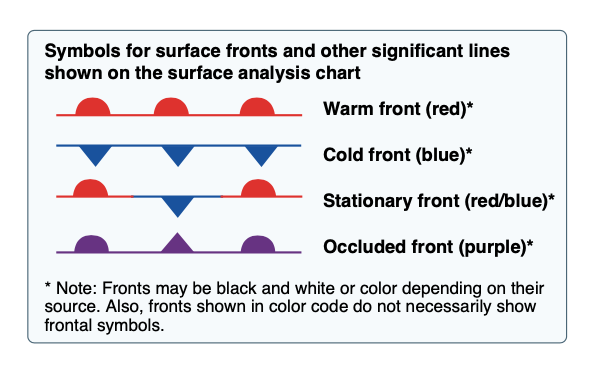 Symbols for surface fronts and other significant lines
shown on the surface analysis chart
Warm front (red)*
Cold front (blue)*
Stationary front (red/blue)*
Occluded front (purple)*
* Note: Fronts may be black and white or color depending on their
source. Also, fronts shown in color code do not necessarily show
frontal symbols.